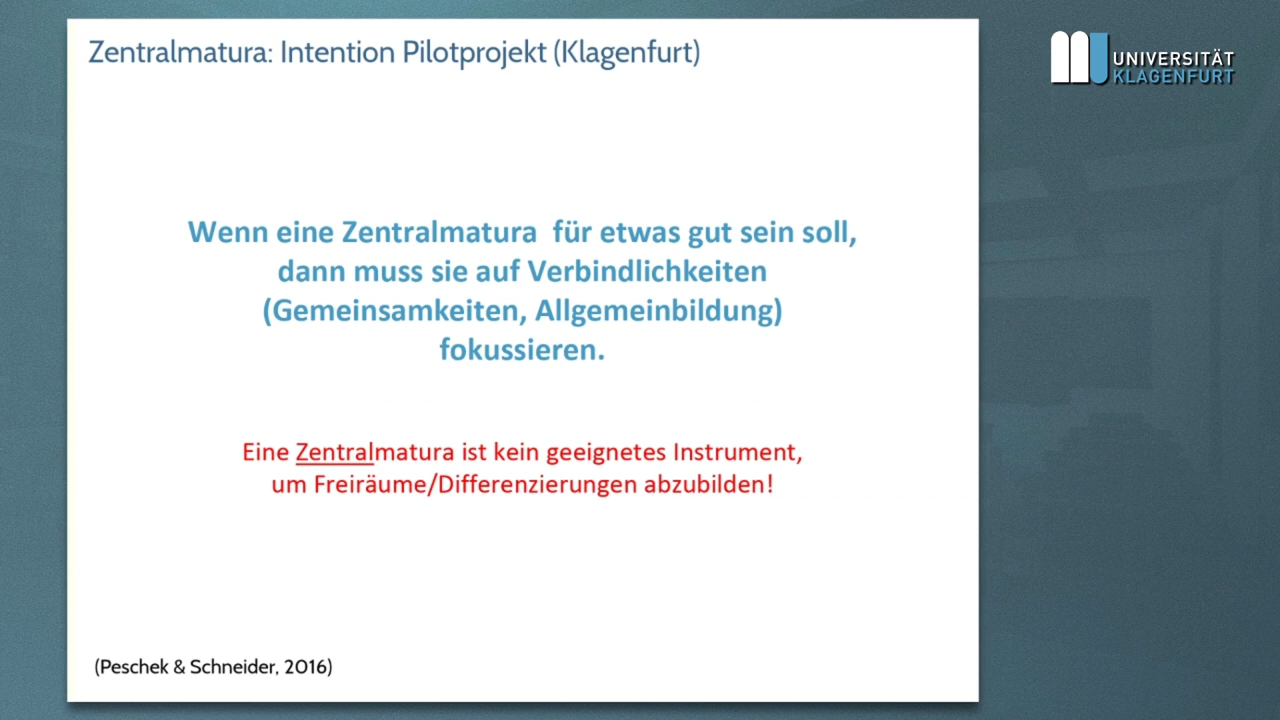 Zentralmatura: Intention Pilotprojekt (Klagenfurt)
UNIVERSITÄT
KLAGENFURT
Wenn eine Zentralmatura für etwas gut sein soll,
dann muss sie auf Verbindlichkeiten
(Gemeinsamkeiten, Allgemeinbildung)
fokussieren.
Eine Zentralmatura ist kein geeignetes Instrument,
um Freiräume/Differenzierungen abzubilden!
(Peschek & Schneider, 2016)